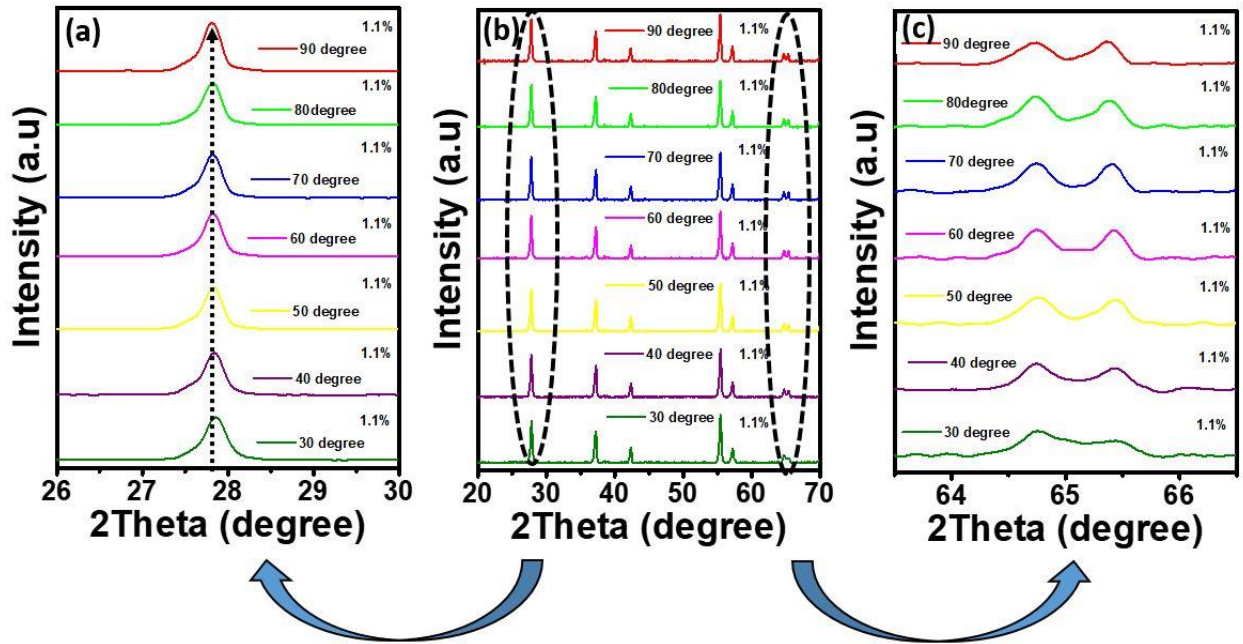 (a)
1.1%
90 degree
1.1%
80degree
1.1%
70 degree
1.1%
60 degree
1.1%
50 degree
1.1%
40 degree
1.1%
30 degree
Intensity (a.u)
26 27 28 29 30
2Theta (degree)
(b)
1.1%
90 degree
1.1%
80degree
1.1%
70 degree
1.1%
60 degree
1.1%
50 degree
1.1%
40 degree
1.1%
30 degree
Intensity (a.u)
20 30 40 50 60 70
2Theta (degree)
(c)
1.1%
90 degree
1.1%
80degree
1.1%
70 degree
1.1%
60 degree
1.1%
50 degree
1.1%
40 degree
1.1%
30 degree
Intensity (a.u)
64 65 66
2Theta (degree)